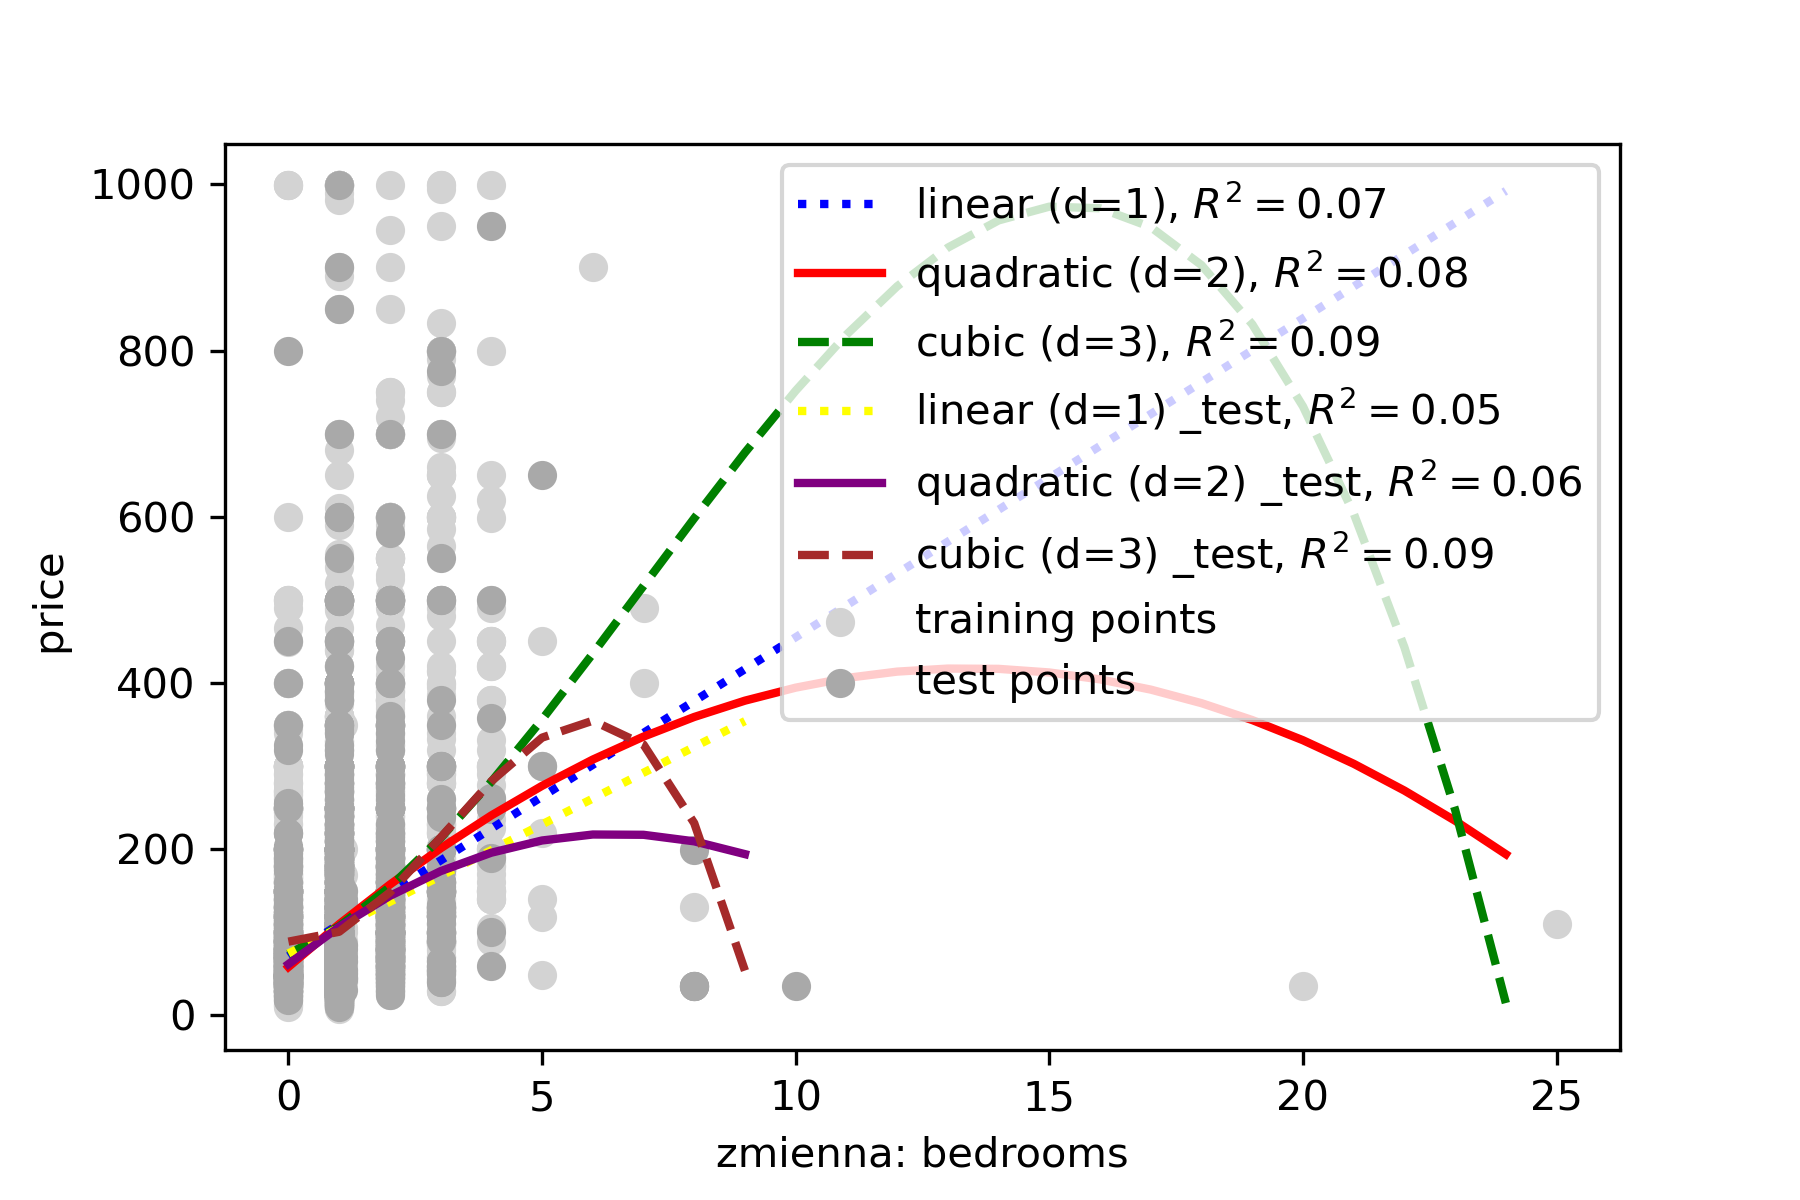 1000
800
600
400
200
0
price
linear (d=1), R² = 0.07
quadratic (d=2), R² = 0.08
cubic (d=3), R² = 0.09
linear (d=1) _test, R² = 0.05
quadratic (d=2) _test, R² = 0.06
cubic (d=3) _test, R² = 0.09
training points
test points
0 5 10 15 20 25
zmienna: bedrooms